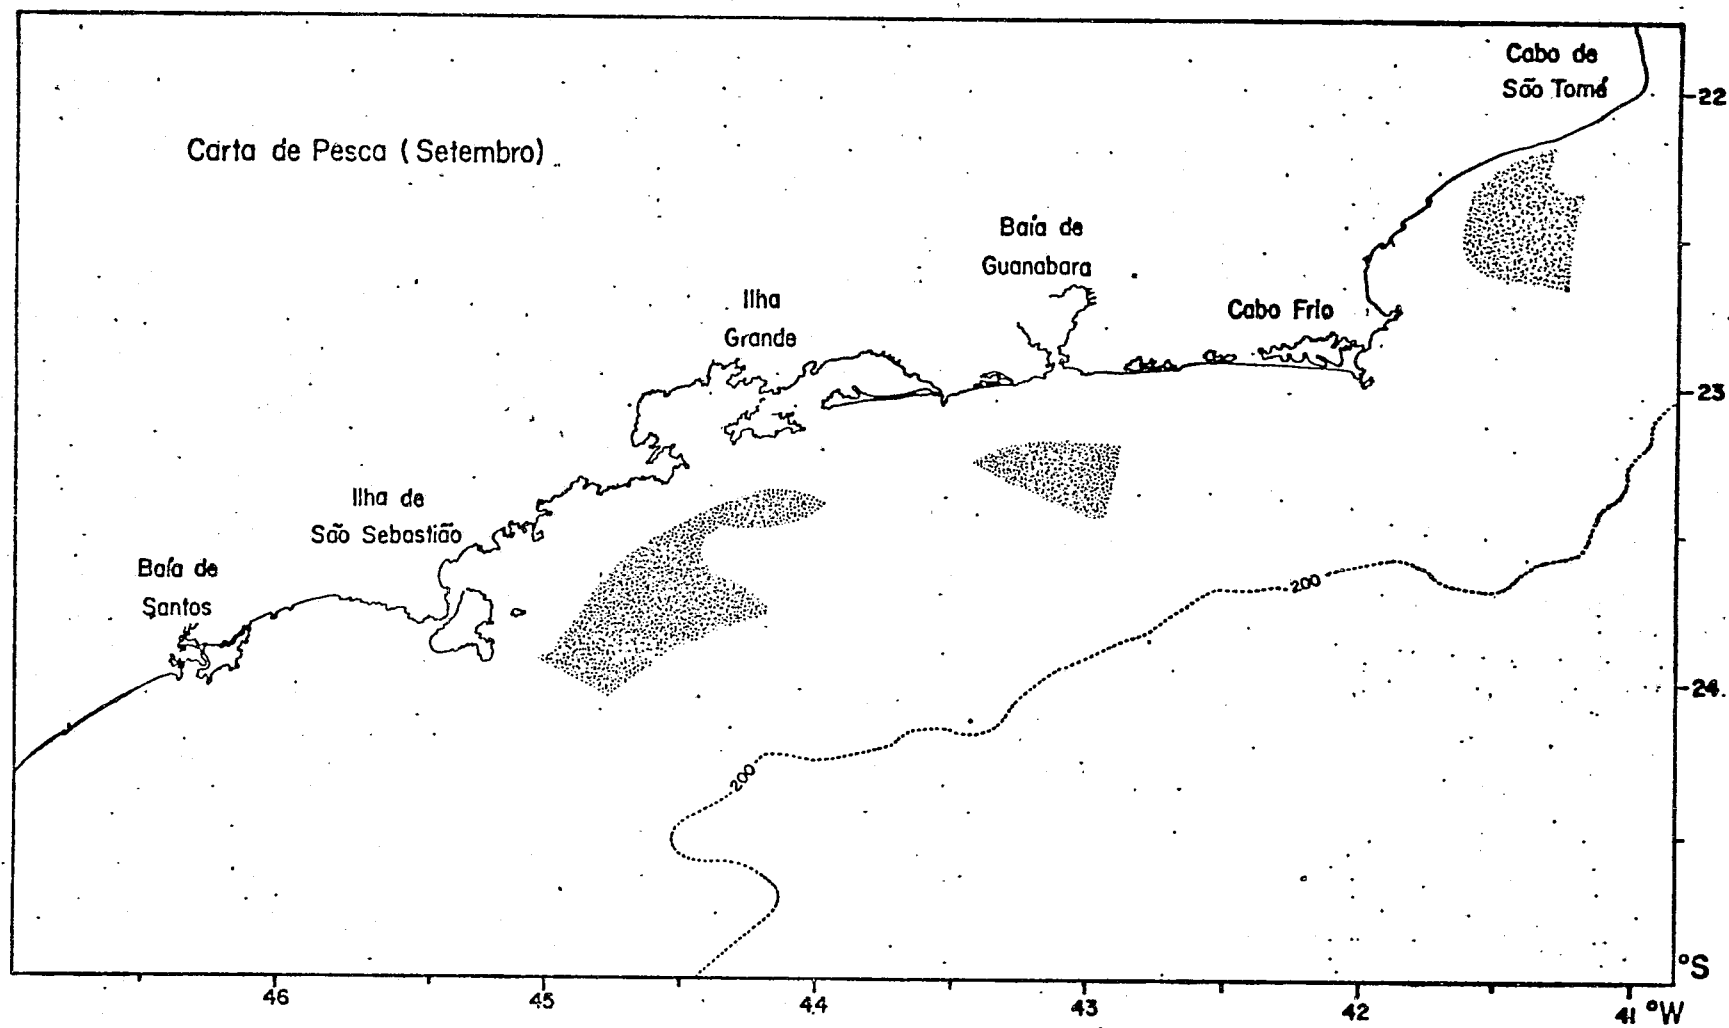 Cabo de
São Tomé
22
Carta de Pesca (Setembro)
Baía de
Guanabara
Ilha
Grande
Cabo Frio
23
Ilha de
São Sebastião
Baía de
Santos
200
24
200
°S
46
45
44
43
42
41 °W